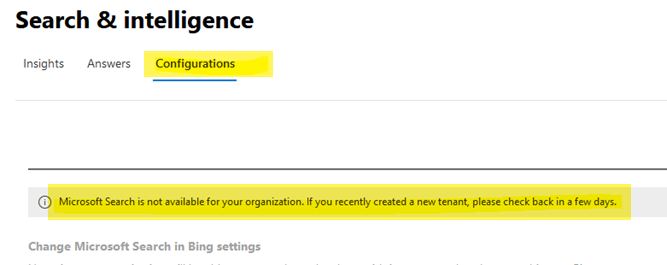 Search & intelligence
Insights Answers Configurations
Microsoft Search is not available for your organization. If you recently created a new tenant, please check back in a few days.
Change Microsoft Search in Bing settings